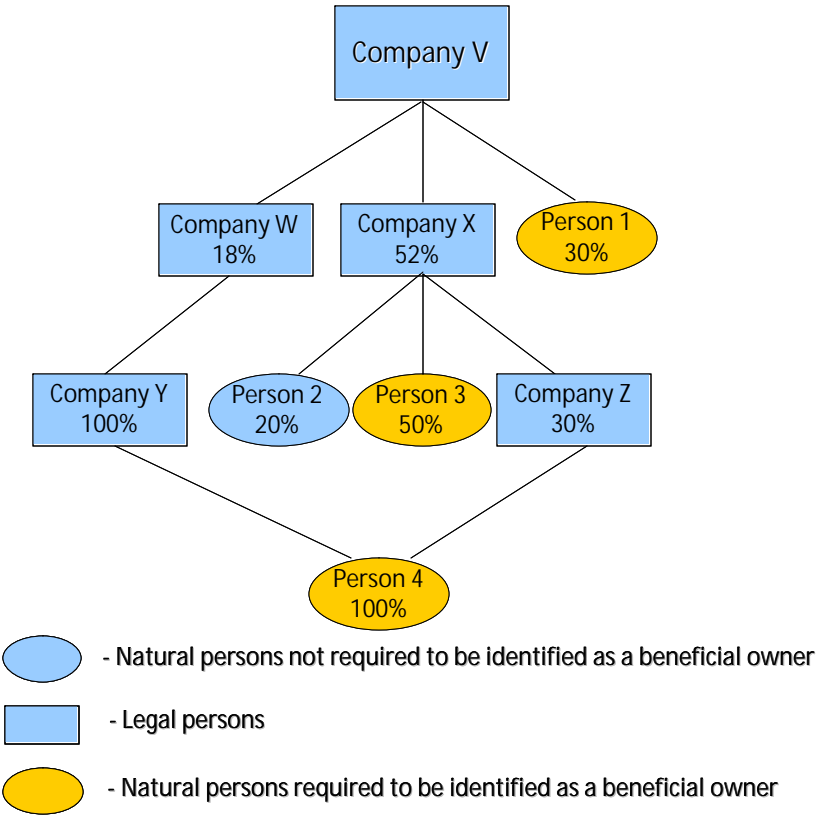 Company V
Company W
18%
Company X
52%
Person 1
30%
Company Y
100%
Person 2
20%
Person 3
50%
Company Z
30%
Person 4
100%
- Natural persons not required to be identified as a beneficial owner
- Legal persons
- Natural persons required to be identified as a beneficial owner